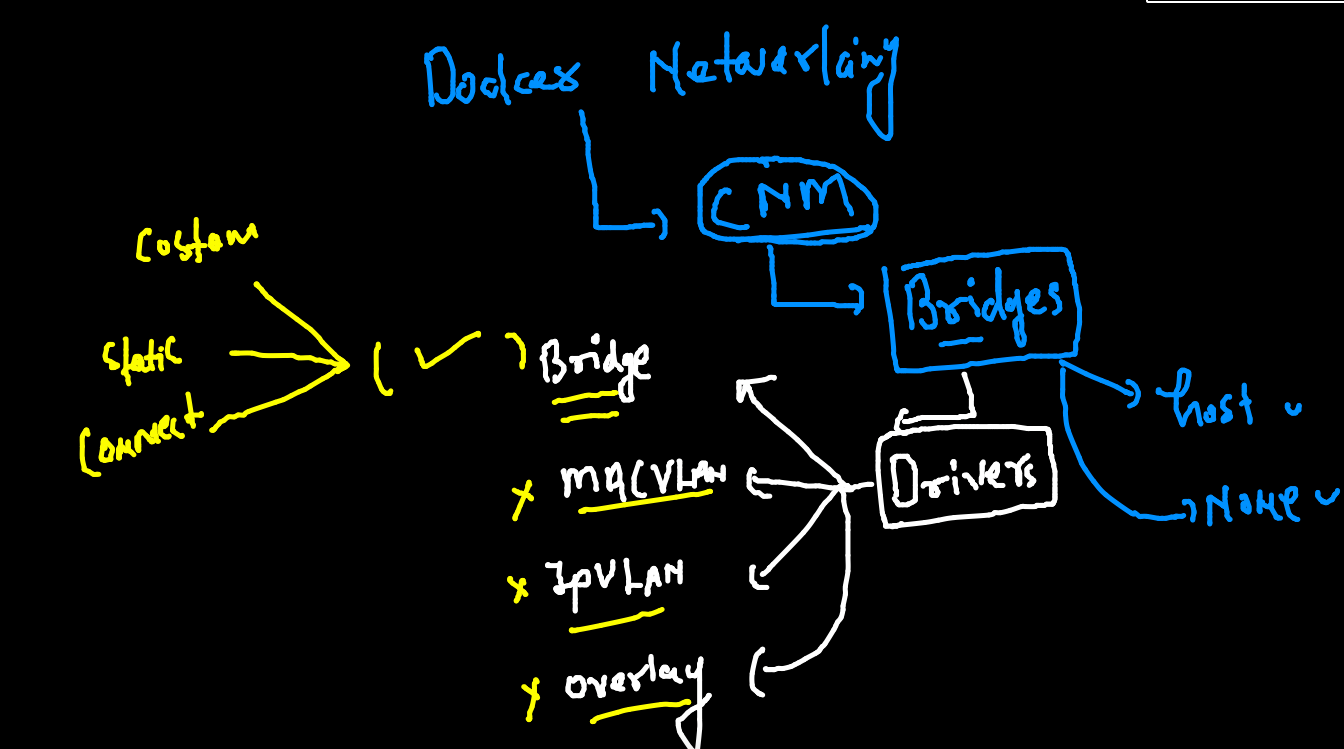 Docker Networking
CNM
Custom
Bridges
Static
Bridge
host
Connect
Drivers
MACVLAN
None
IpVLAN
overlay